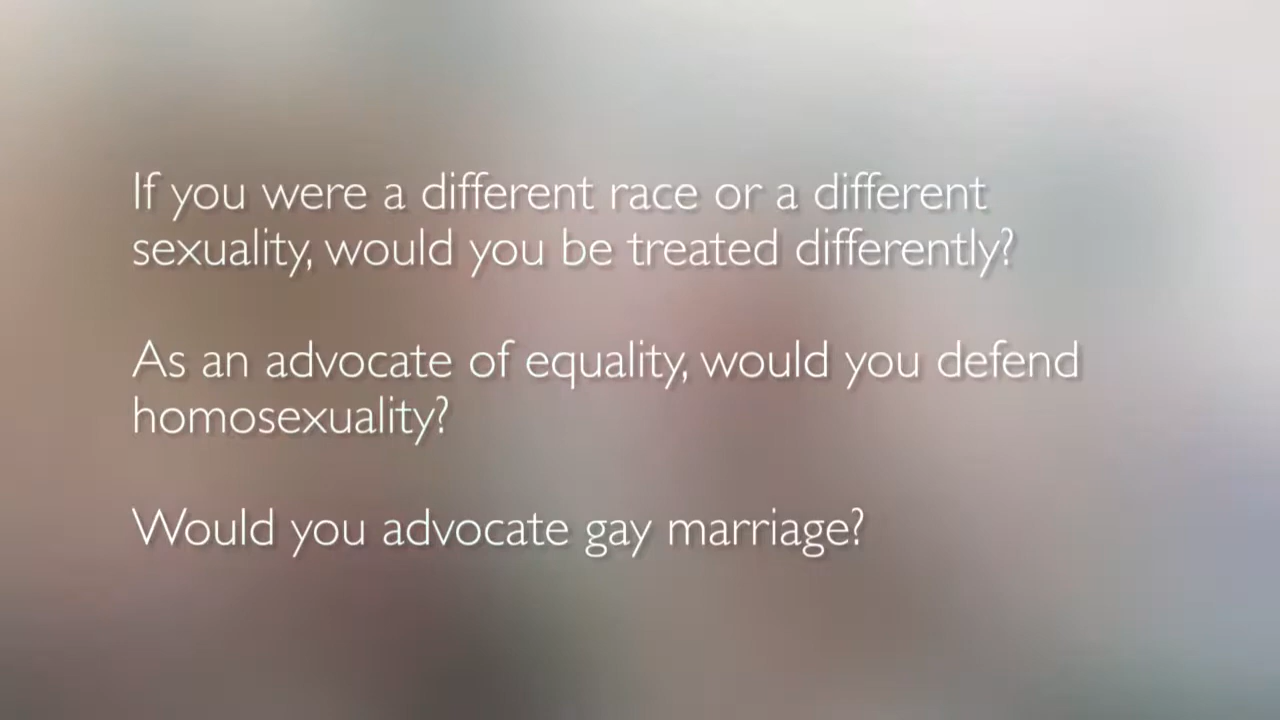 If you were a different race or a different
sexuality, would you be treated differently?
As an advocate of equality, would you defend
homosexuality?
Would you advocate gay marriage?